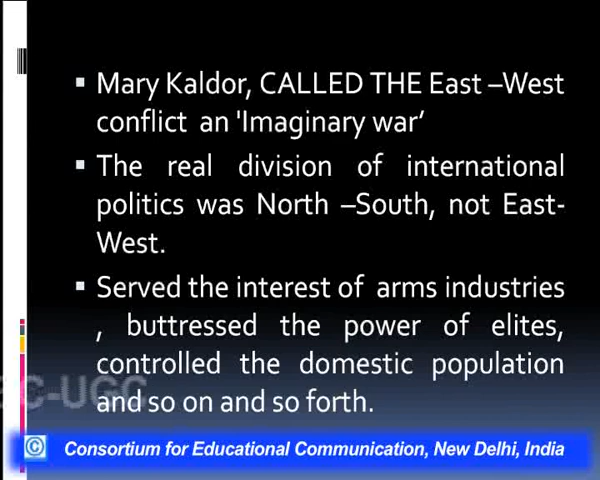 ▪ Mary Kaldor, CALLED THE East –West
conflict an 'Imaginary war’
▪ The real division of international
politics was North –South, not East-
West.
▪ Served the interest of arms industries
, buttressed the power of elites,
controlled the domestic population
and so on and so forth.
EC-UGC
© Consortium for Educational Communication, New Delhi, India